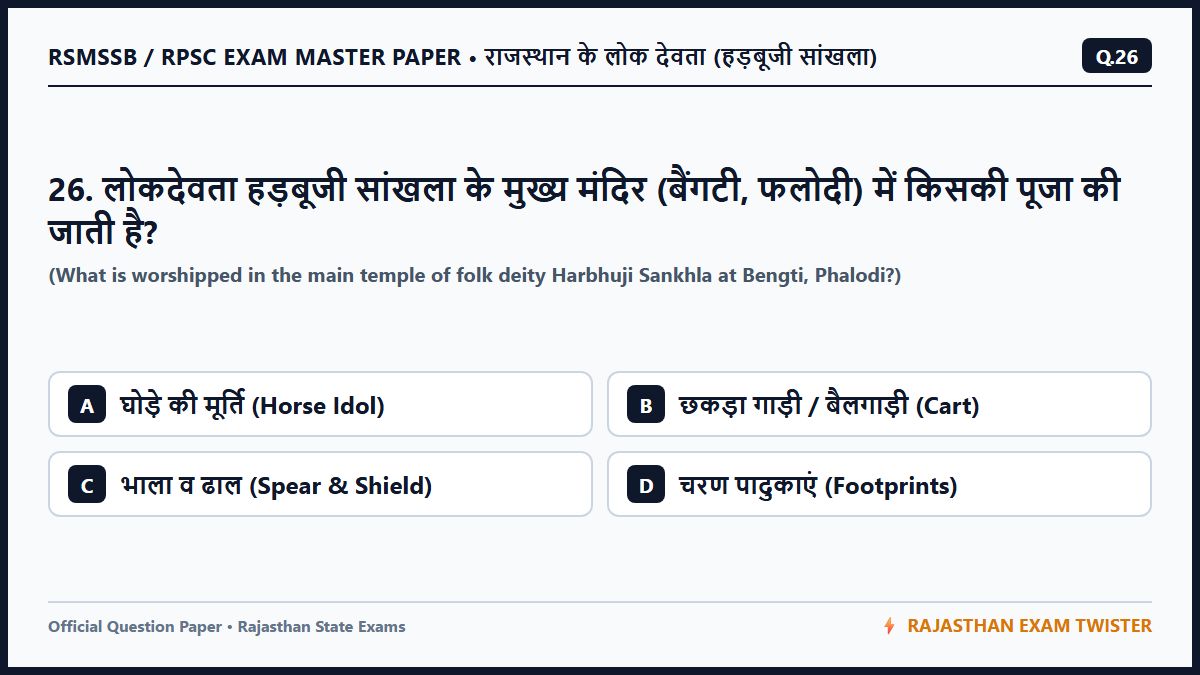 RSMSSB / RPSC EXAM MASTER PAPER • राजस्थान के लोक देवता (हड़बूजी सांखला)
Q.26
26. लोकदेवता हड़बूजी सांखला के मुख्य मंदिर (बैंगटी, फलोदी) में किसकी पूजा की
जाती है?
(What is worshipped in the main temple of folk deity Harbhuji Sankhla at Bengti, Phalodi?)
A घोड़े की मूर्ति (Horse Idol)
B छकड़ा गाड़ी / बैलगाड़ी (Cart)
C भाला व ढाल (Spear & Shield)
D चरण पादुकाएं (Footprints)
Official Question Paper • Rajasthan State Exams
RAJASTHAN EXAM TWISTER